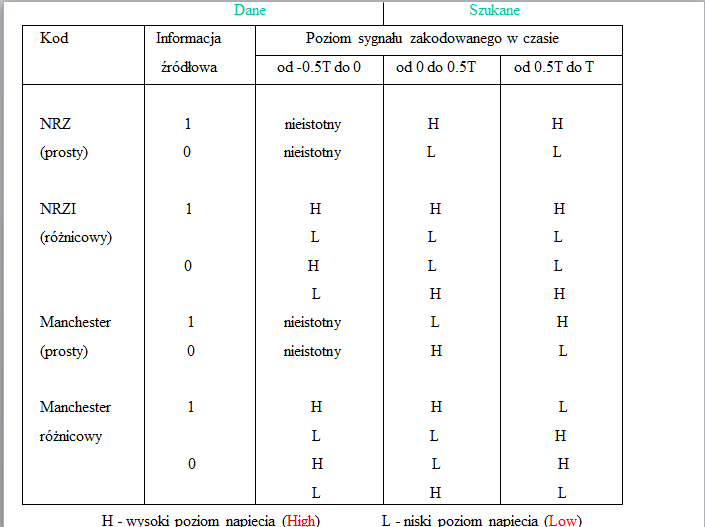 Dane Szukane
Kod Informacja Poziom sygnału zakodowanego w czasie
źródłowa od -0.5T do 0 od 0 do 0.5T od 0.5T do T
NRZ 1 nieistotny H H
(prosty) 0 nieistotny L L
NRZI 1 H H H
(różnicowy) L L L
0 H L L
L H H
Manchester 1 nieistotny L H
(prosty) 0 nieistotny H L
Manchester 1 H H L
różnicowy L L H
0 H L H
L H L
H - wysoki poziom napięcia (High) L - niski poziom napięcia (Low)